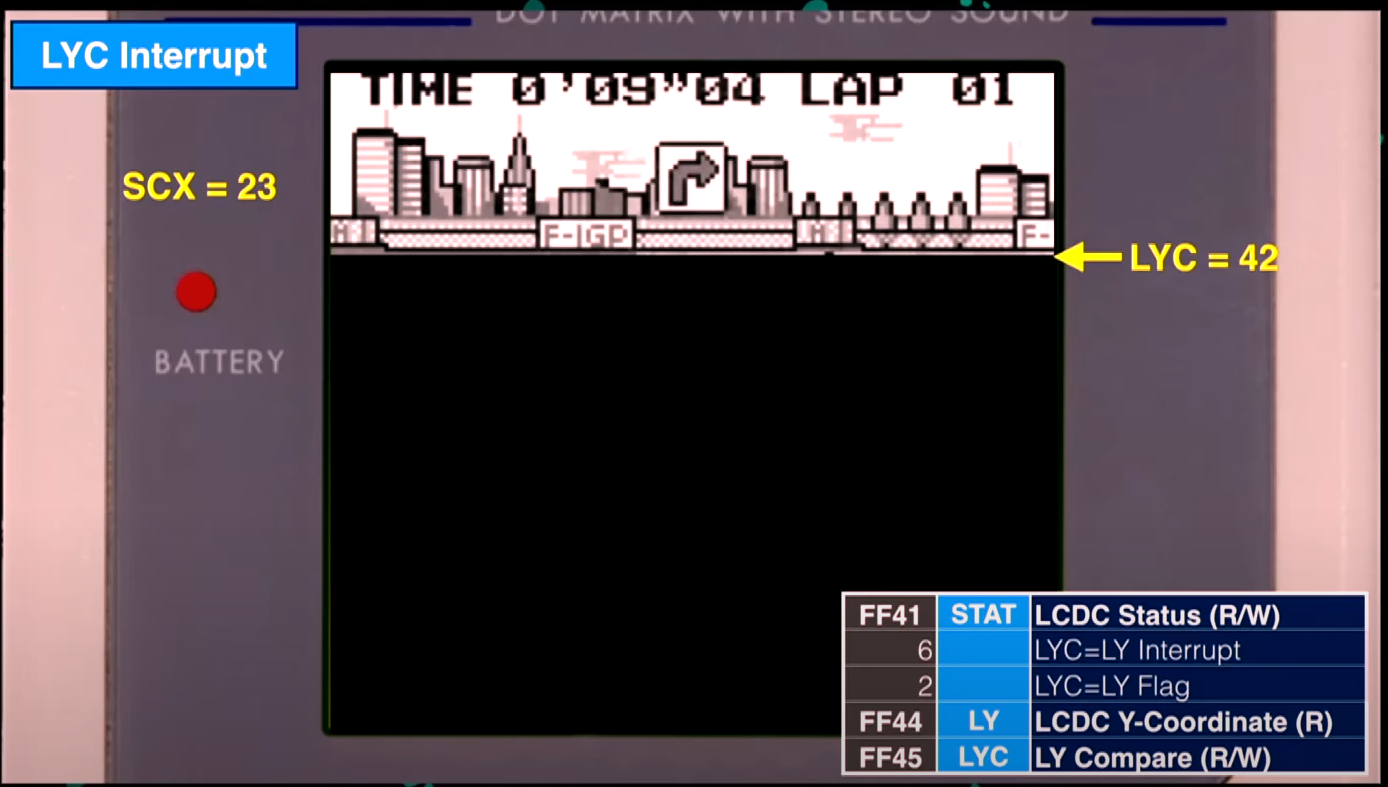 DOT MATRIX WITH STEREO SOUND
LYC Interrupt
TIME 0'09"04 LAP 01
SCX = 23
F-1GP
F-
LYC = 42
BATTERY
FF41 STAT LCDC Status (R/W)
6 LYC=LY Interrupt
2 LYC=LY Flag
FF44 LY LCDC Y-Coordinate (R)
FF45 LYC LY Compare (R/W)